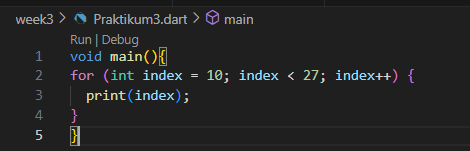 week3 > Praktikum3.dart > main
Run | Debug
1 void main(){
2 for (int index = 10; index < 27; index++) {
3   print(index);
4 }
5 }